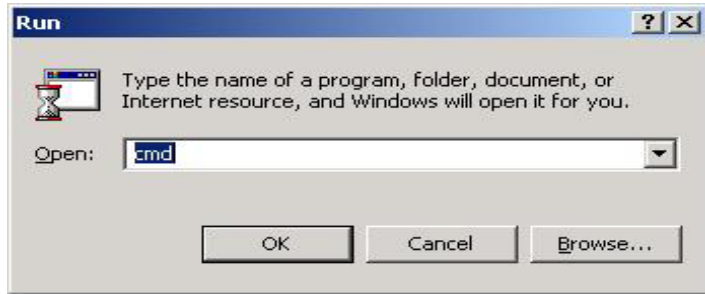 Run
Type the name of a program, folder, document, or
Internet resource, and Windows will open it for you.
Open: cmd
OK Cancel Browse...